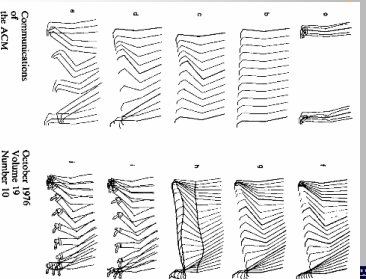 a
b
c
d
e
f
g
h
i
j
Communications
of
the ACM
October 1976
Volume 19
Number 10